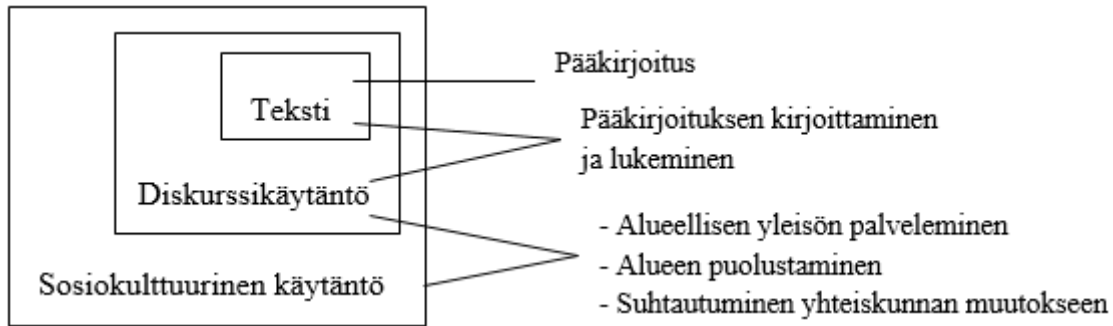 Pääkirjoitus
Teksti
Pääkirjoituksen kirjoittaminen
ja lukeminen
Diskurssikäytäntö
- Alueellisen yleisön palveleminen
- Alueen puolustaminen
Sosiokulttuurinen käytäntö
- Suhtautuminen yhteiskunnan muutokseen